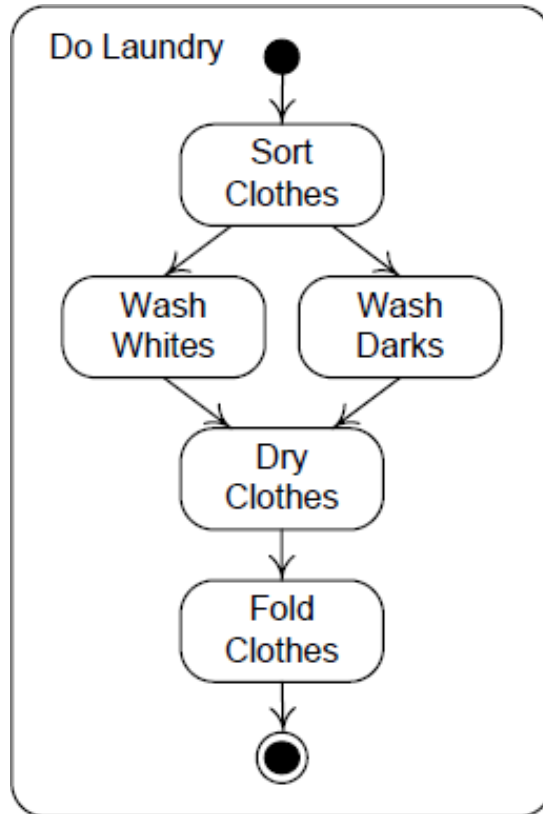 Do Laundry
Sort
Clothes
Wash
Whites
Wash
Darks
Dry
Clothes
Fold
Clothes